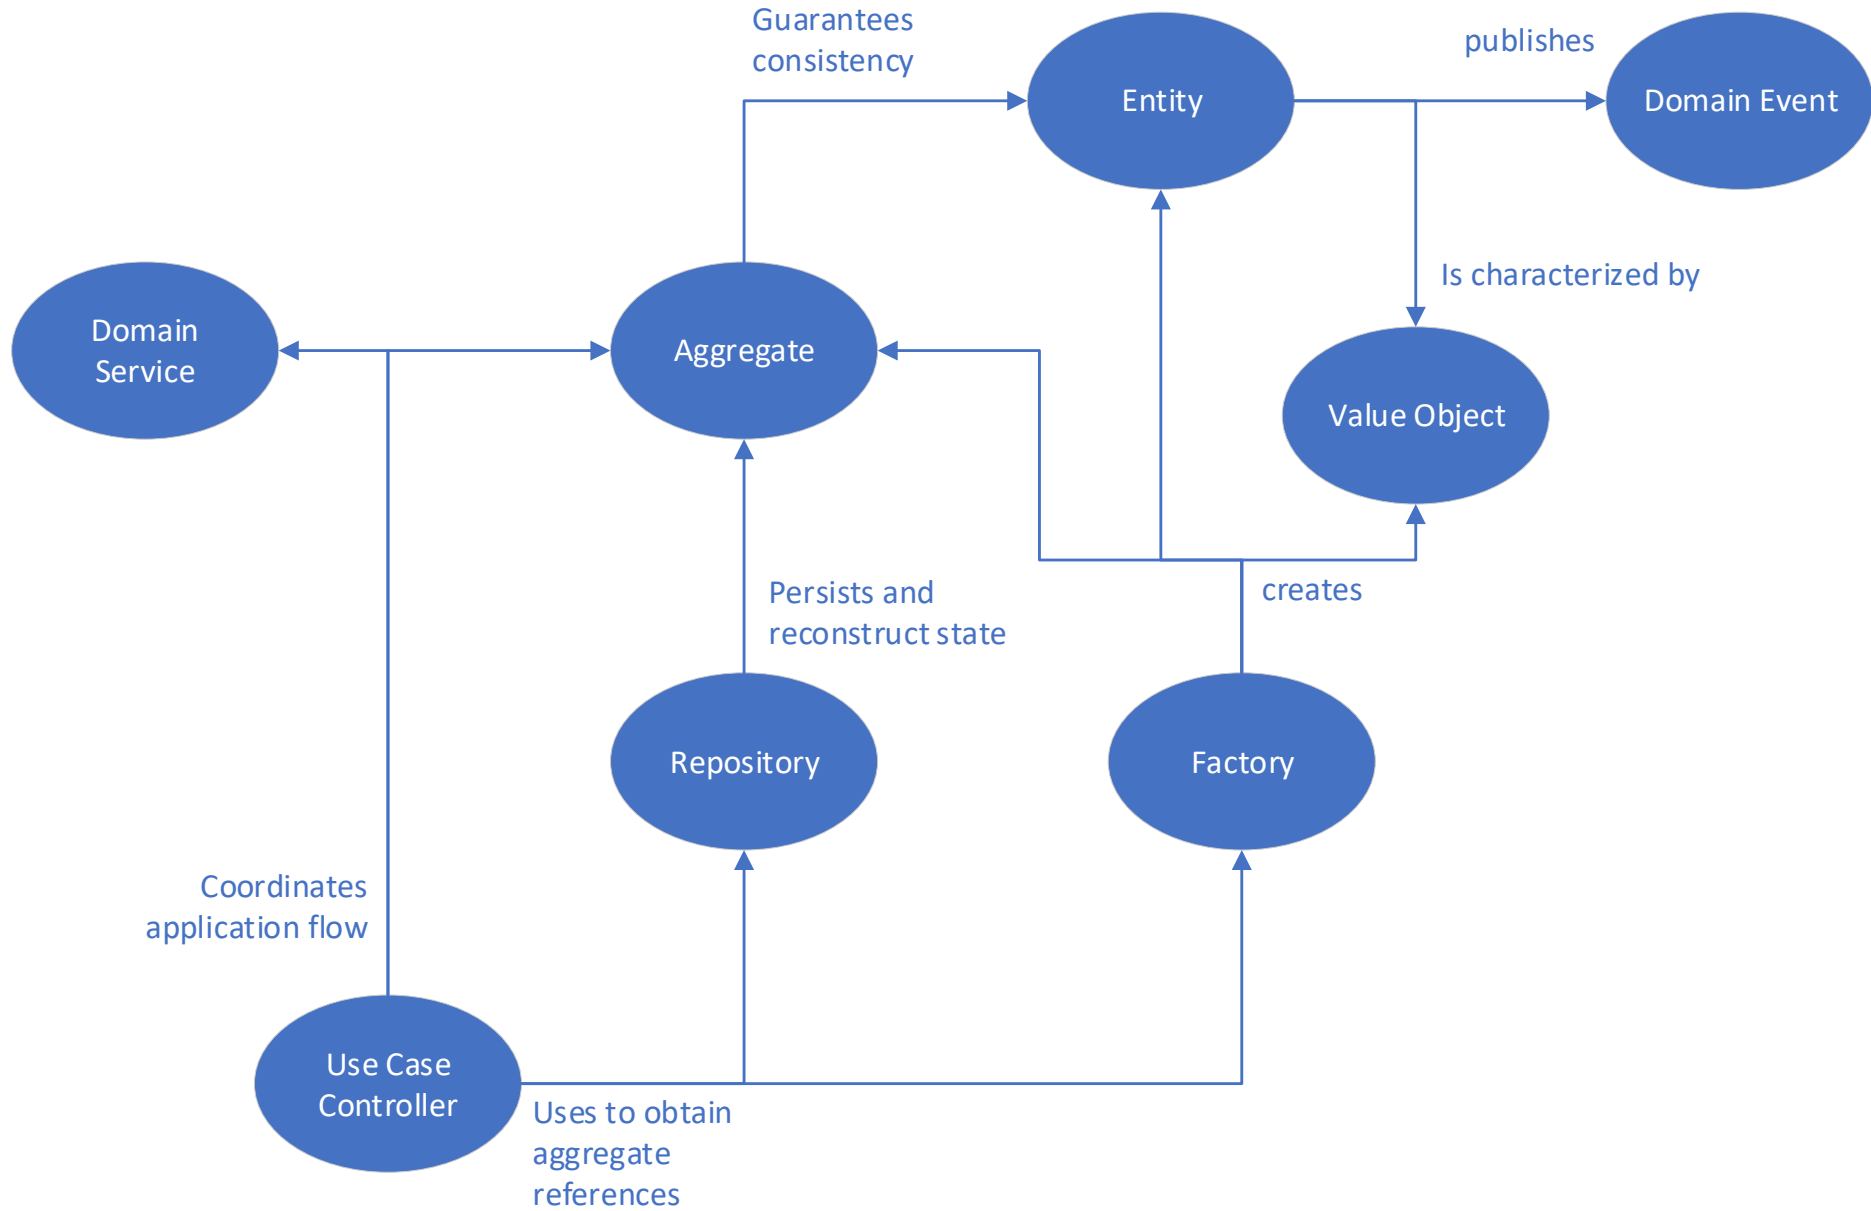 Guarantees
consistency
Entity
publishes
Domain Event
Is characterized by
Domain
Service
Aggregate
Value Object
Persists and
reconstruct state
creates
Repository
Factory
Coordinates
application flow
Use Case
Controller
Uses to obtain
aggregate
references